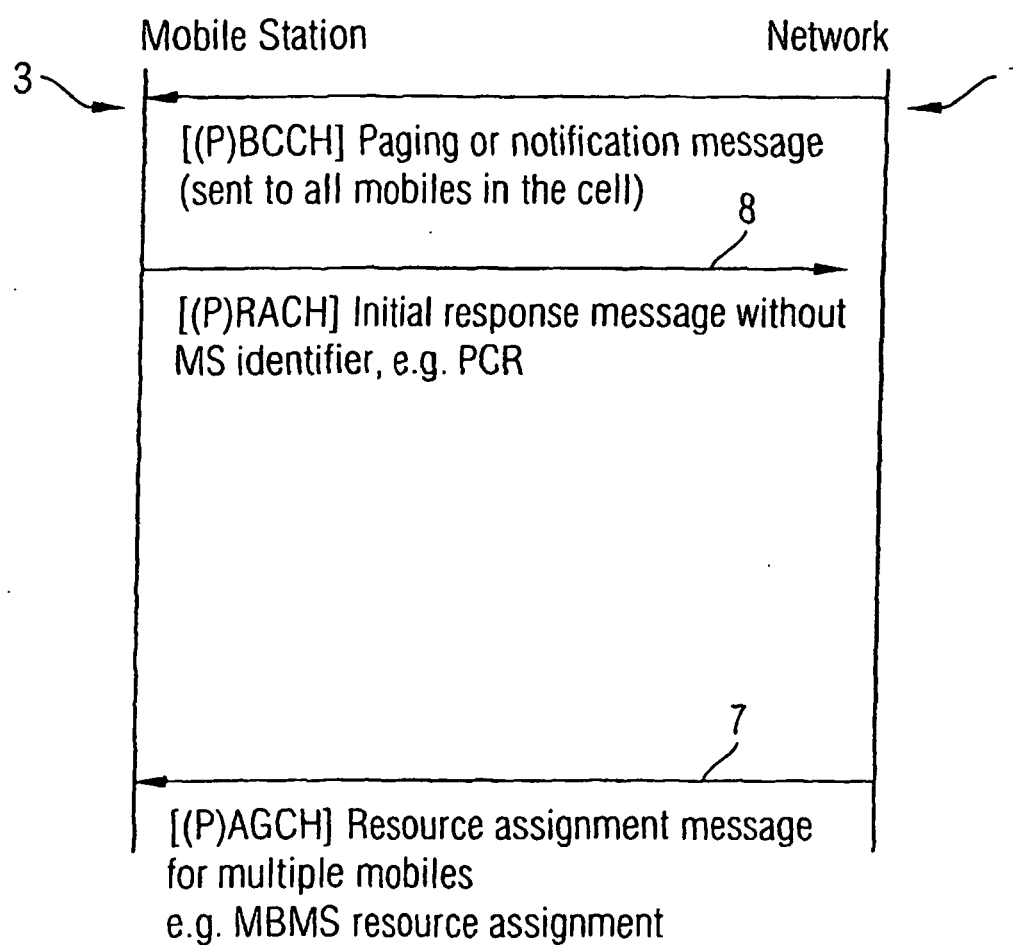 Mobile Station Network
3
[(P)BCCH] Paging or notification message
(sent to all mobiles in the cell)
8
[(P)RACH] Initial response message without
MS identifier, e.g. PCR
7
[(P)AGCH] Resource assignment message
for multiple mobiles
e.g. MBMS resource assignment